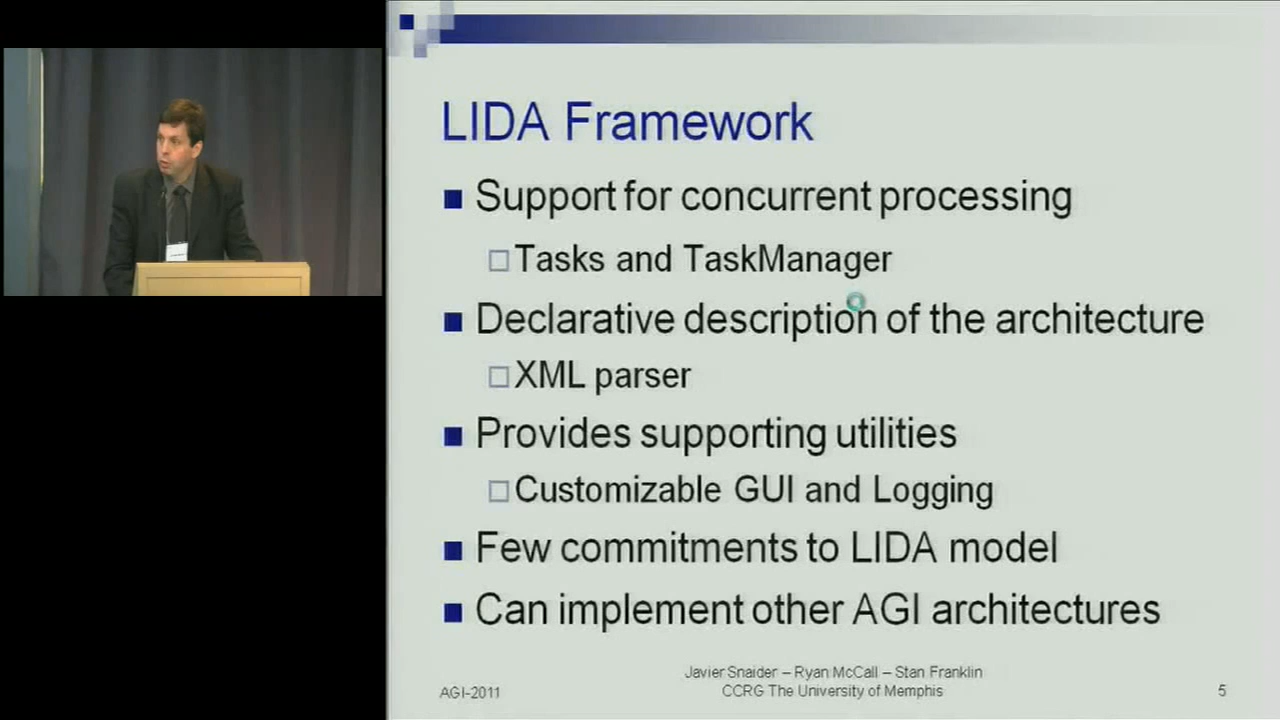 LIDA Framework
Support for concurrent processing
Tasks and TaskManager
Declarative description of the architecture
XML parser
Provides supporting utilities
Customizable GUI and Logging
Few commitments to LIDA model
Can implement other AGI architectures
Javier Snaider – Ryan McCall – Stan Franklin
AGI-2011
CCRG The University of Memphis
5